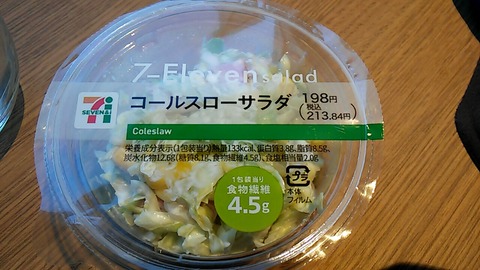 7-Eleven salad
7
SEVEN&i
コールスローサラダ
198円
(税込
213.84円)
Coleslaw
栄養成分表示(1包装当り)熱量133kcal、蛋白質3.8g、脂質8.5g、
炭水化物12.6g(糖質8.1g、食物繊維4.5g)、食塩相当量2.0g
1包装当り
食物繊維
4.5g
プラ
本体
フィルム